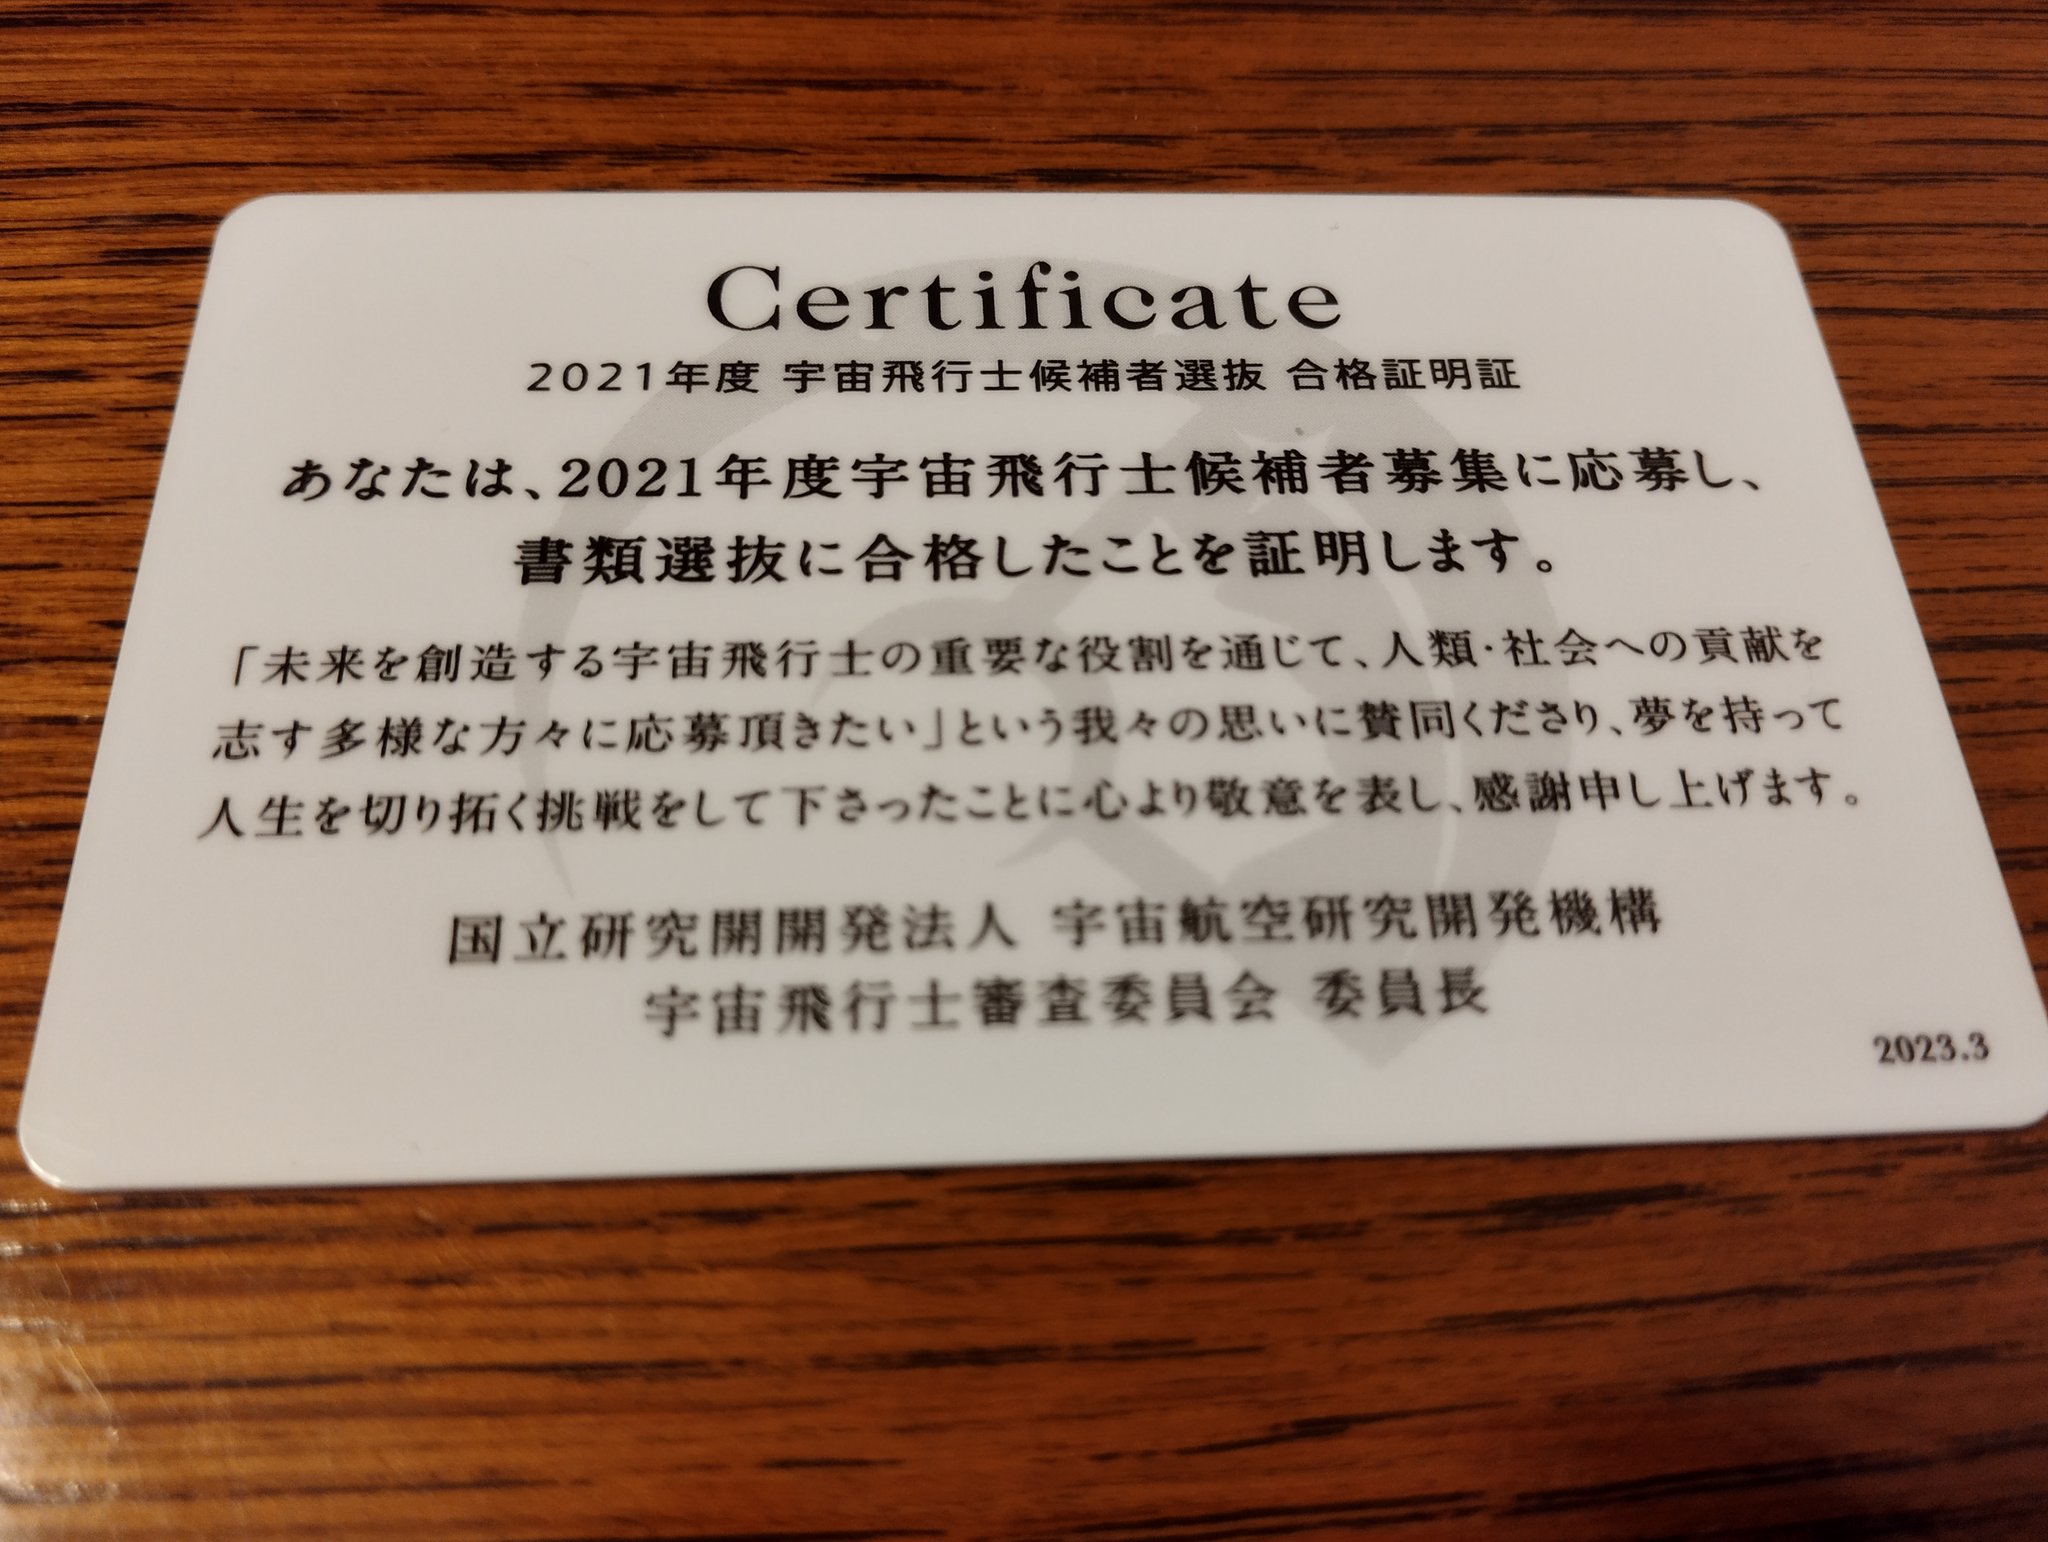 Certificate
2021年度 宇宙飛行士候補者選抜 合格証明証
あなたは、2021年度宇宙飛行士候補者募集に応募し、
書類選抜に合格したことを証明します。
「未来を創造する宇宙飛行士の重要な役割を通じて、人類・社会への貢献を
志す多様な方々に応募頂きたい」という我々の思いに賛同くださり、夢を持って
人生を切り拓く挑戦をして下さったことに心より敬意を表し、感謝申し上げます。
国立研究開開発法人 宇宙航空研究開発機構
宇宙飛行士審査委員会 委員長
2023.3